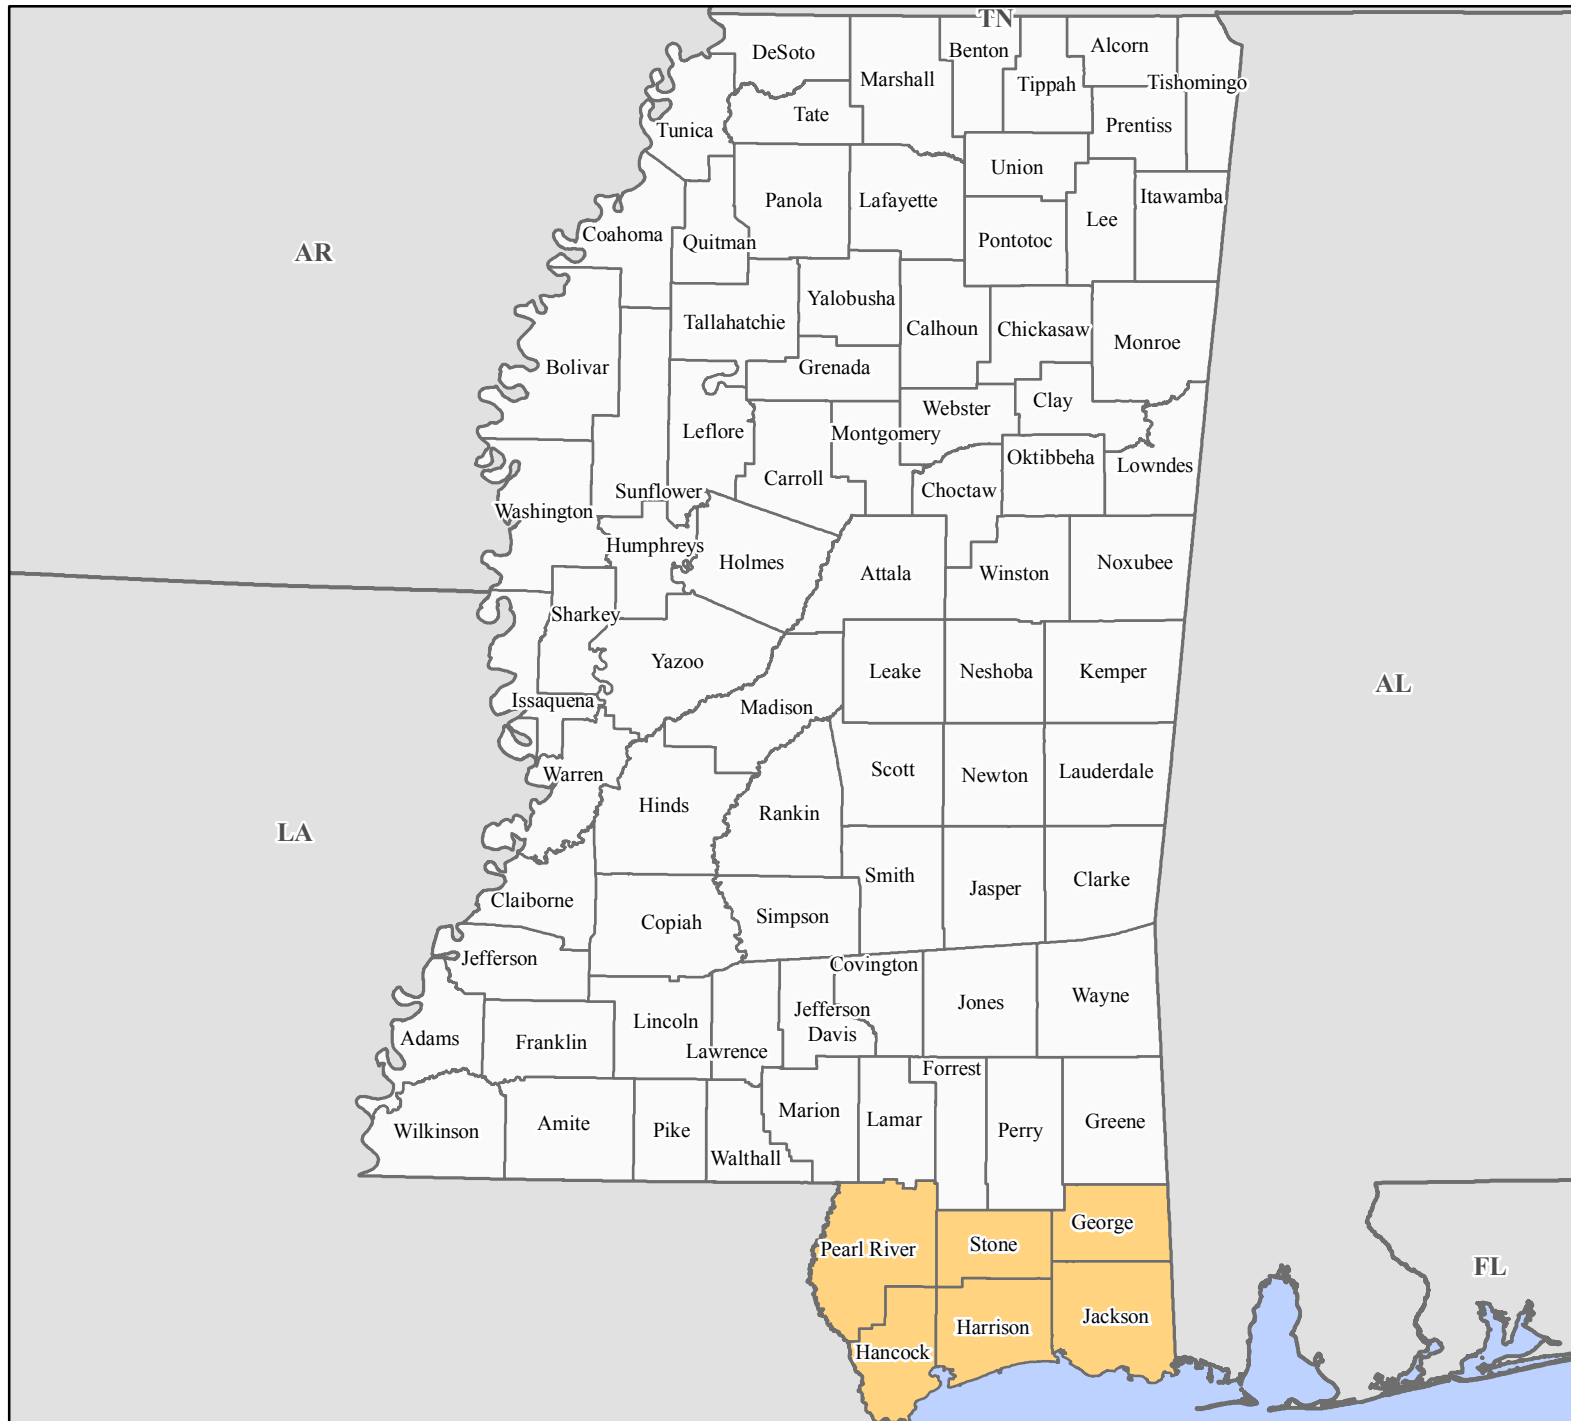 TN
DeSoto
Marshall
Benton
Tippah
Alcorn
Tishomingo
Tunica
Tate
Prentiss
Union
Panola
Lafayette
Itawamba
Lee
Coahoma
Quitman
Pontotoc
AR
Tallahatchie
Yalobusha
Calhoun
Chickasaw
Monroe
Bolivar
Grenada
Webster
Clay
Leflore
Montgomery
Oktibbeha
Lowndes
Carroll
Sunflower
Choctaw
Washington
Humphreys
Holmes
Attala
Winston
Noxubee
Sharkey
Yazoo
Leake
Neshoba
Kemper
AL
Issaquena
Madison
Warren
Scott
Newton
Lauderdale
Hinds
Rankin
LA
Smith
Jasper
Clarke
Claiborne
Copiah
Simpson
Jefferson
Covington
Jones
Wayne
Jefferson
Davis
Lincoln
Adams
Franklin
Lawrence
Forrest
Wilkinson
Amite
Pike
Walthall
Marion
Lamar
Perry
Greene
George
Pearl River
Stone
FL
Jackson
Harrison
Hancock